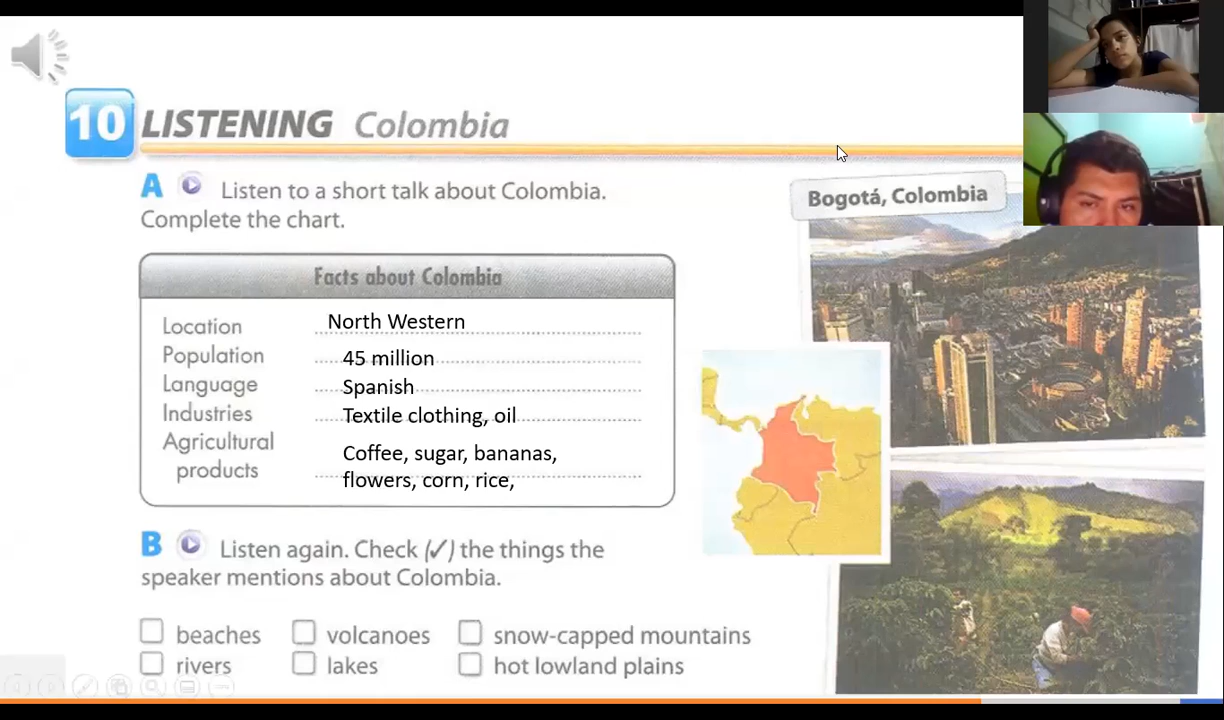 10 LISTENING Colombia
A Listen to a short talk about Colombia.
Complete the chart.
Bogotá, Colombia
Facts about Colombia
Location North Western
Population 45 million
Language Spanish
Industries Textile clothing, oil
Agricultural products Coffee, sugar, bananas,
flowers, corn, rice,
B Listen again. Check (✓) the things the
speaker mentions about Colombia.
beaches volcanoes snow-capped mountains
rivers lakes hot lowland plains